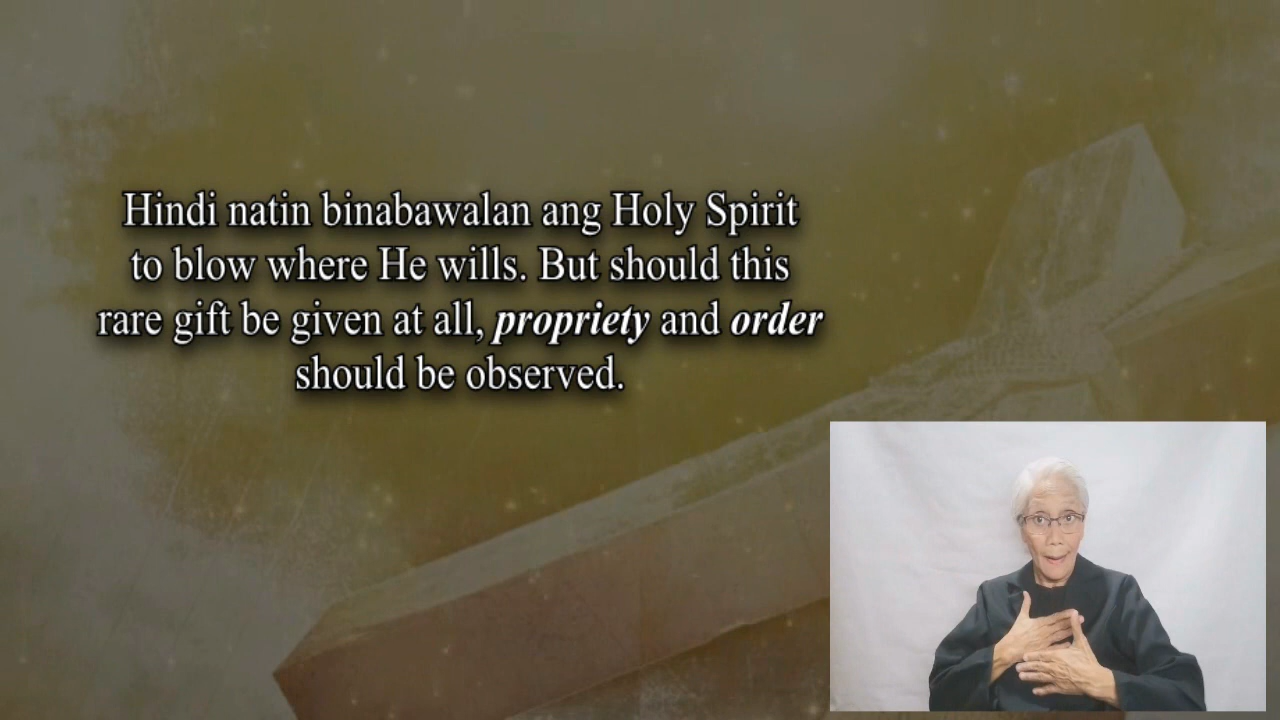 Hindi natin binabawalan ang Holy Spirit
to blow where He wills. But should this
rare gift be given at all, propriety and order
should be observed.